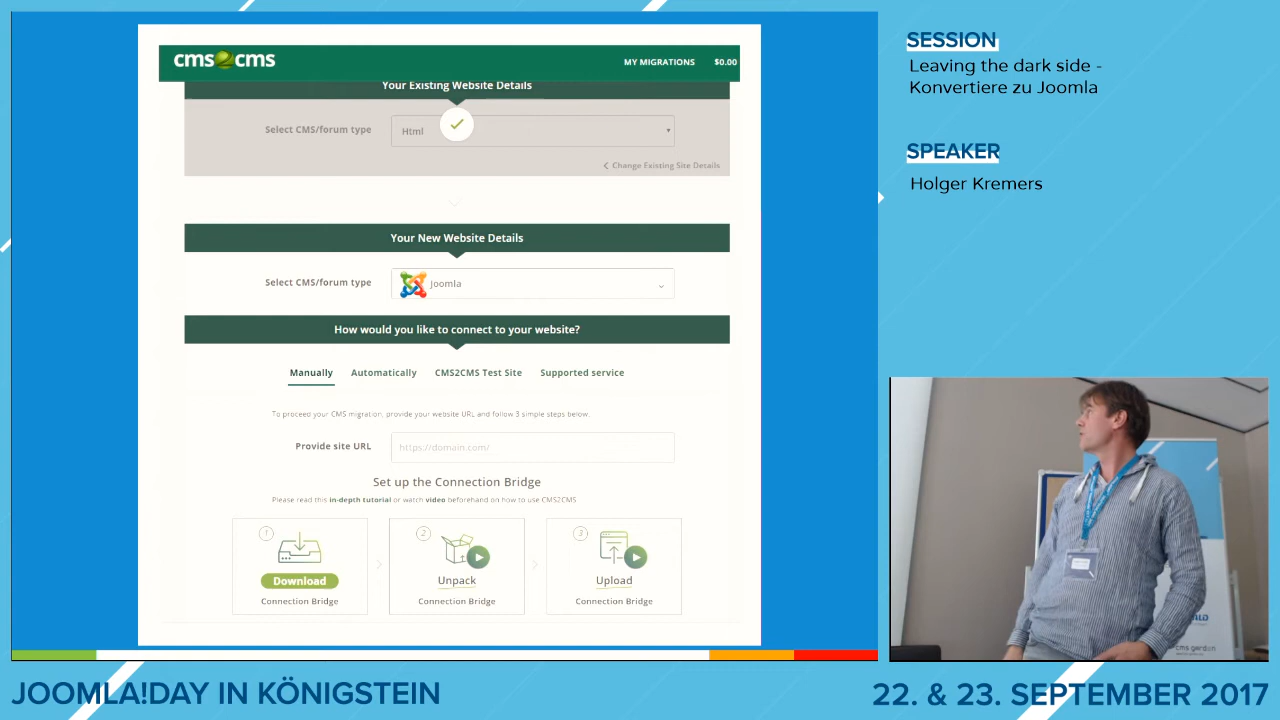 cms2cms
MY MIGRATIONS $0.00
Your Existing Website Details
Select CMS/forum type Html
Change Existing Site Details
Your New Website Details
Select CMS/forum type Joomla
How would you like to connect to your website?
Manually Automatically CMS2CMS Test Site Supported service
To proceed your CMS migration, provide your website URL and follow 3 simple steps below.
Provide site URL https://domain.com/
Set up the Connection Bridge
Please read this in-depth tutorial or watch video beforehand on how to use CMS2CMS
1 2 3
Download Unpack Upload
Connection Bridge Connection Bridge Connection Bridge
SESSION
Leaving the dark side -
Konvertiere zu Joomla
SPEAKER
Holger Kremers
cms garden
JOOMLA!DAY IN KÖNIGSTEIN
22. & 23. SEPTEMBER 2017